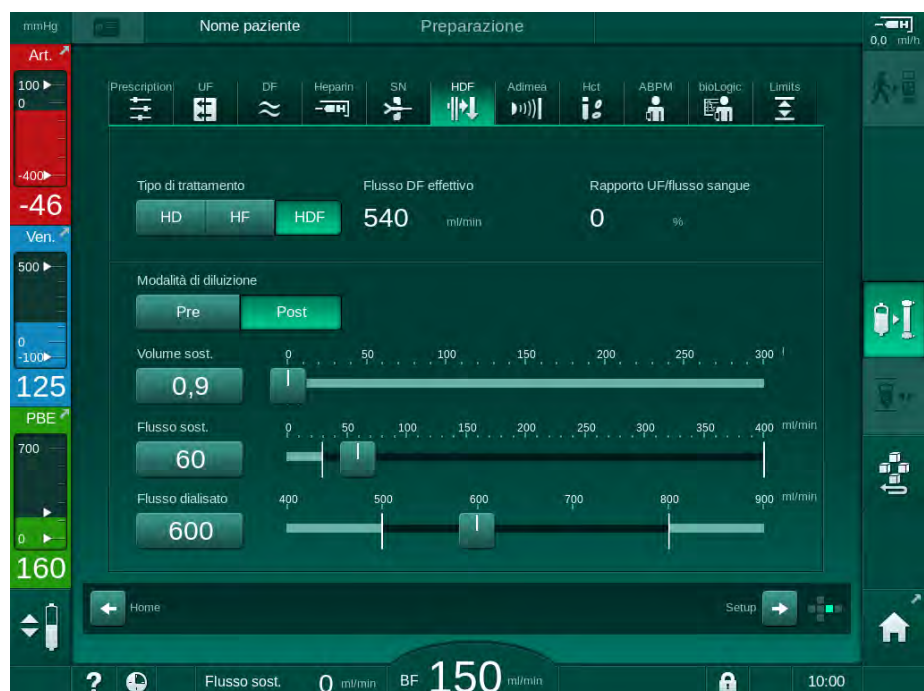 mmHg
Nome paziente
Preparazione
0,0 ml/h
Art.
100
0
-400
-46
Prescription
UF
DF
Heparin
SN
HDF
Adimea
Hct
ABPM
bioLogic
Limits
H
H
Tipo di trattamento
Flusso DF effettivo
Rapporto UF/flusso sangue
HD
HF
HDF
540 ml/min
0 %
Ven.
500
0
-100
125
Modalità di diluizione
Pre
Post
Volume sost.
0 50 100 150 200 250 300 l
0,9
PBE
700
0
160
Flusso sost.
0 50 100 150 200 250 300 350 400 ml/min
60
Flusso dialisato
400 500 600 700 800 900 ml/min
600
Home
Setup
?
Flusso sost. 0 ml/min
BF 150 ml/min
10:00